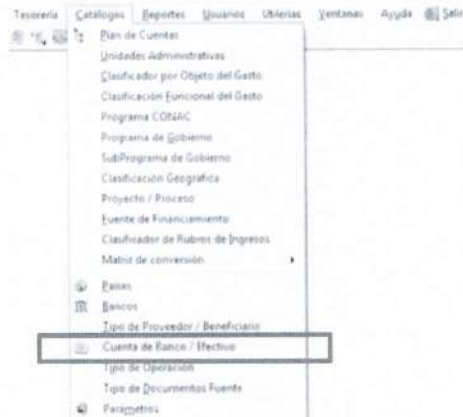 Tesorería Catálogos Reportes Usuarios Utilerías Ventanas Ayuda Salir
Plan de Cuentas
Unidades Administrativas
Clasificador por Objeto del Gasto
Clasificación Funcional del Gasto
Programa CONAC
Programa de Gobierno
SubPrograma de Gobierno
Clasificación Geográfica
Proyecto / Proceso
Fuente de Financiamiento
Clasificador de Rubros de Ingresos
Matriz de conversión
Países
Bancos
Tipo de Proveedor / Beneficiario
Cuenta de Banco / Efectivo
Tipo de Operación
Tipo de Documentos Fuente
Parámetros